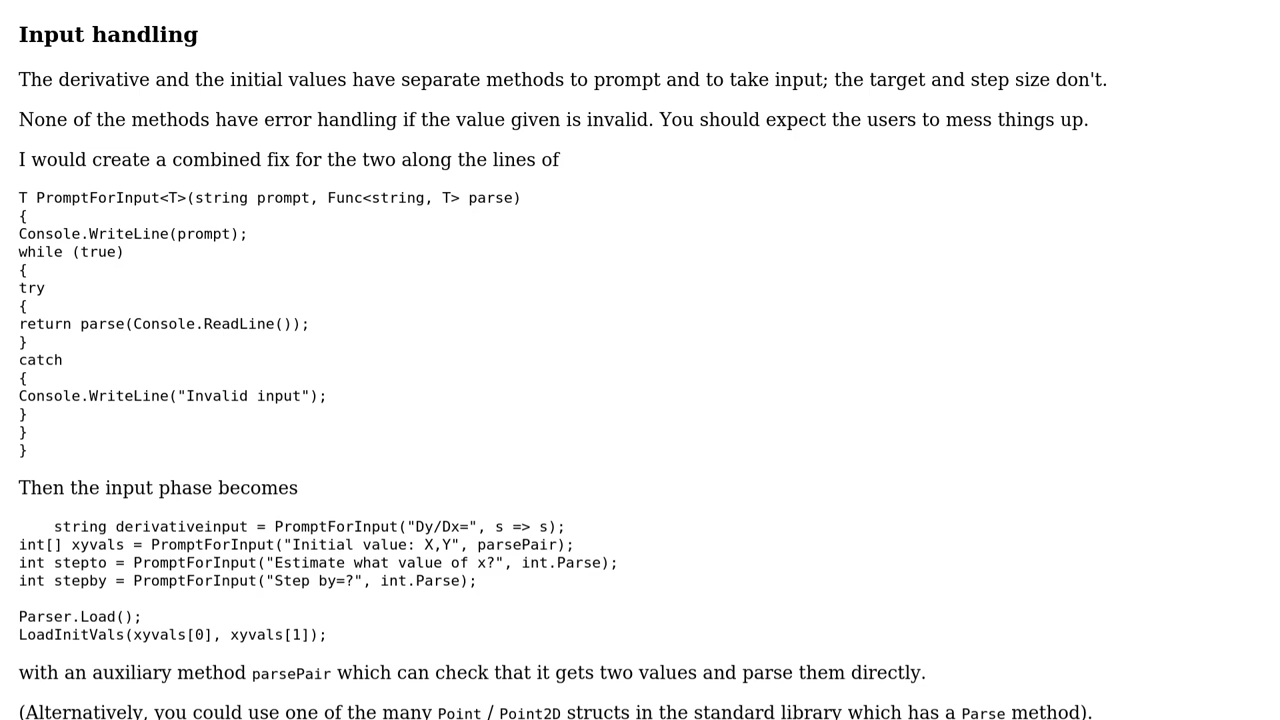 Input handling
The derivative and the initial values have separate methods to prompt and to take input; the target and step size don't.
None of the methods have error handling if the value given is invalid. You should expect the users to mess things up.
I would create a combined fix for the two along the lines of
T PromptForInput<T>(string prompt, Func<string, T> parse)
{
Console.WriteLine(prompt);
while (true)
{
try
{
return parse(Console.ReadLine());
}
catch
{
Console.WriteLine("Invalid input");
}
}
}
Then the input phase becomes
    string derivativeinput = PromptForInput("Dy/Dx=", s => s);
int[] xyvals = PromptForInput("Initial value: X,Y", parsePair);
int stepto = PromptForInput("Estimate what value of x?", int.Parse);
int stepby = PromptForInput("Step by=?", int.Parse);

Parser.Load();
LoadInitVals(xyvals[0], xyvals[1]);
with an auxiliary method parsePair which can check that it gets two values and parse them directly.
(Alternatively, you could use one of the many Point / Point2D structs in the standard library which has a Parse method).